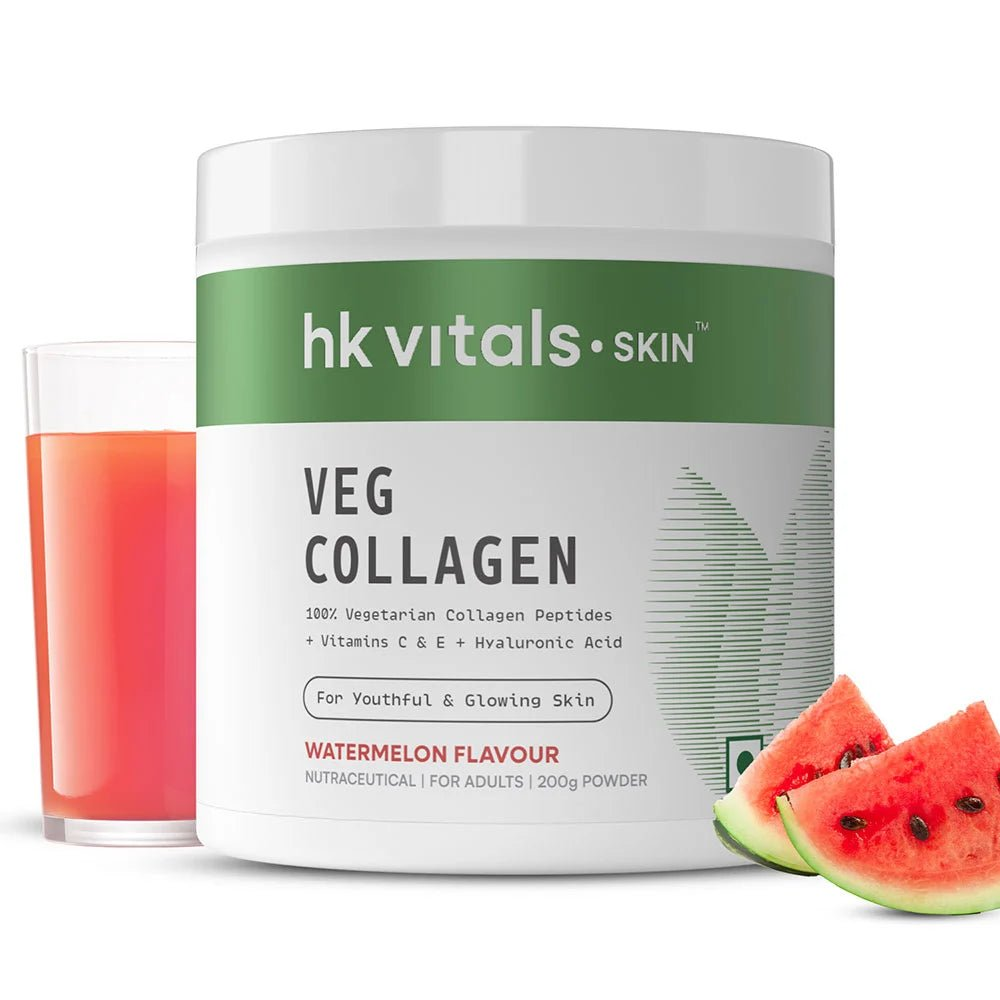 hk vitals • SKIN™
VEG
COLLAGEN
100% Vegetarian Collagen Peptides
+ Vitamins C & E + Hyaluronic Acid
For Youthful & Glowing Skin
WATERMELON FLAVOUR
NUTRACEUTICAL | FOR ADULTS | 200g POWDER